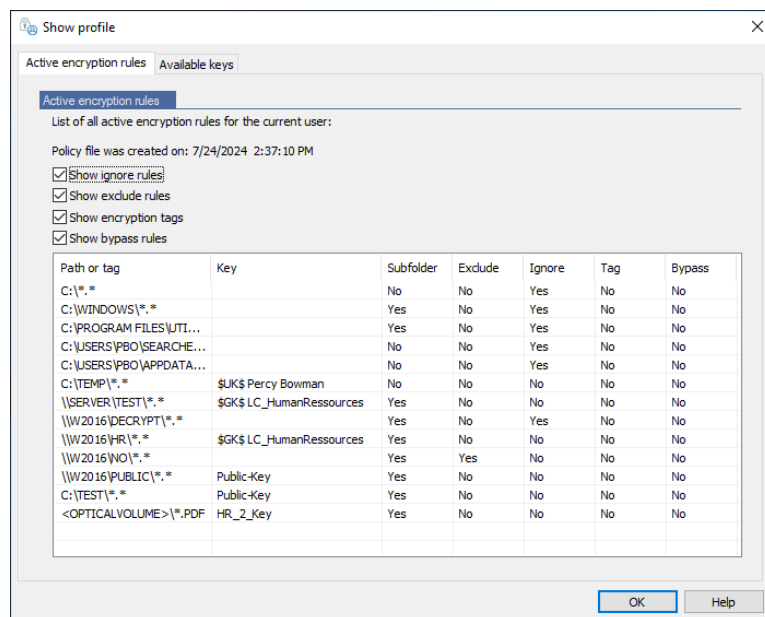 Show profile
Active encryption rules Available keys
Active encryption rules
List of all active encryption rules for the current user:
Policy file was created on: 7/24/2024 2:37:10 PM
Show ignore rules
Show exclude rules
Show encryption tags
Show bypass rules
Path or tag Key Subfolder Exclude Ignore Tag Bypass
C:\*.* No No Yes No No
C:\WINDOWS\*.* Yes No Yes No No
C:\PROGRAM FILES\UTI... Yes No Yes No No
C:\USERS\PBO\SEARCHE... No No Yes No No
C:\USERS\PBO\APPDATA... No No Yes No No
C:\TEMP\*.* $UK$ Percy Bowman No No No No No
\\SERVER\TEST\*.* $GK$ LC_HumanRessources Yes No No No No
\\W2016\DECRYPT\*.* Yes No Yes No No
\\W2016\HR\*.* $GK$ LC_HumanRessources Yes No No No No
\\W2016\NO\*.* Yes Yes No No No
\\W2016\PUBLIC\*.* Public-Key Yes No No No No
C:\TEST\*.* Public-Key Yes No No No No
<OPTICALVOLUME>\*.PDF HR_2_Key Yes No No No No
OK Help